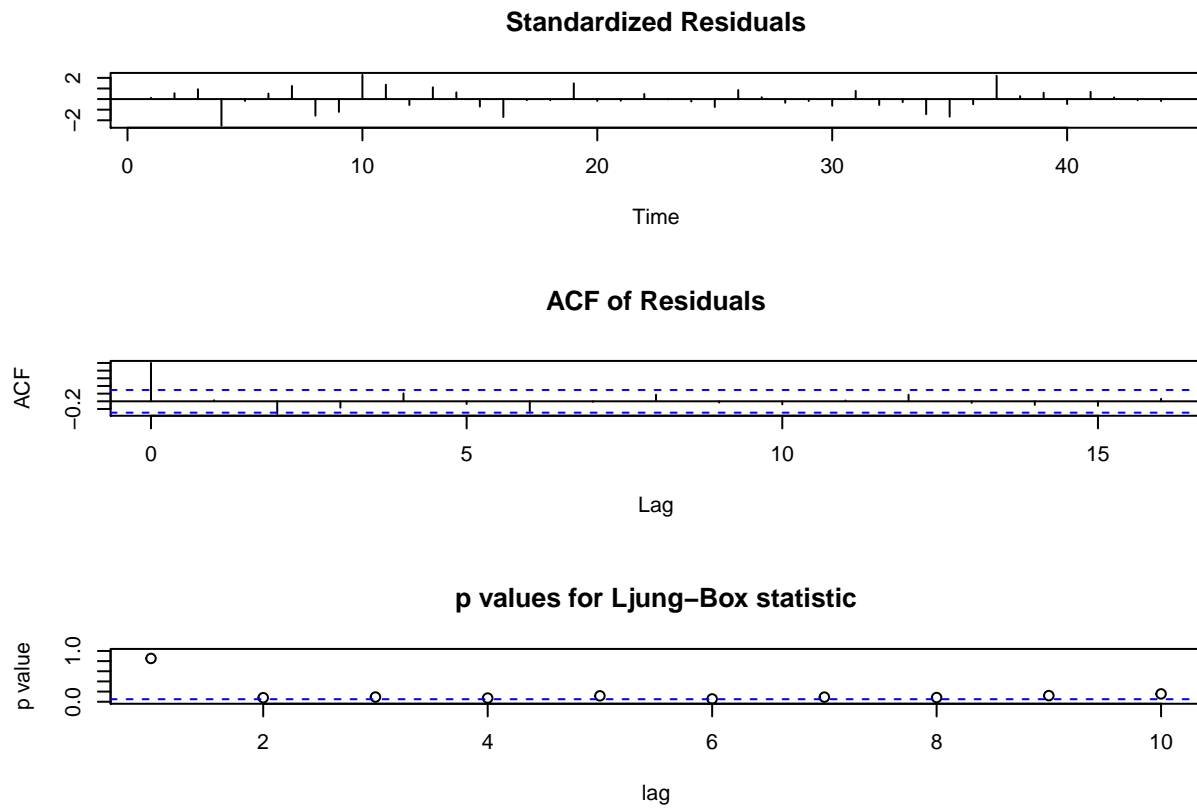 Standardized Residuals
2
−2
0 10 20 30 40
Time
ACF of Residuals
ACF
−0.2
0 5 10 15
Lag
p values for Ljung−Box statistic
p value
1.0
0.0
2 4 6 8 10
lag